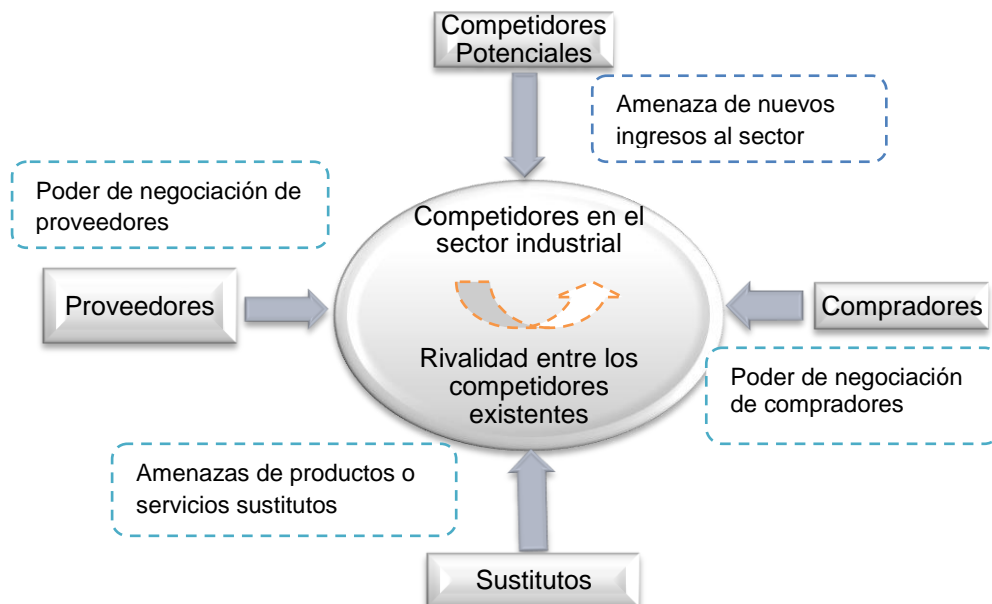 Competidores
Potenciales
Amenaza de nuevos
ingresos al sector
Poder de negociación de
proveedores
Competidores en el
sector industrial
Proveedores
Compradores
Rivalidad entre los
competidores
existentes
Poder de negociación
de compradores
Amenazas de productos o
servicios sustitutos
Sustitutos